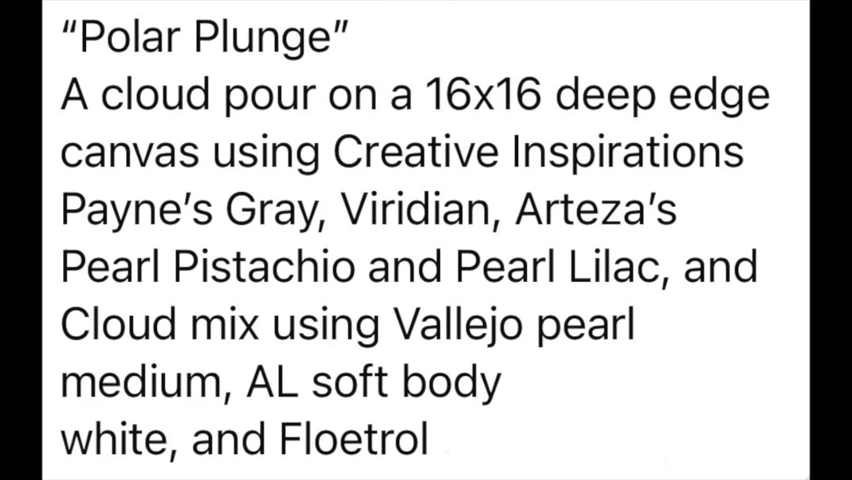 “Polar Plunge”
A cloud pour on a 16x16 deep edge
canvas using Creative Inspirations
Payne’s Gray, Viridian, Arteza’s
Pearl Pistachio and Pearl Lilac, and
Cloud mix using Vallejo pearl
medium, AL soft body
white, and Floetrol